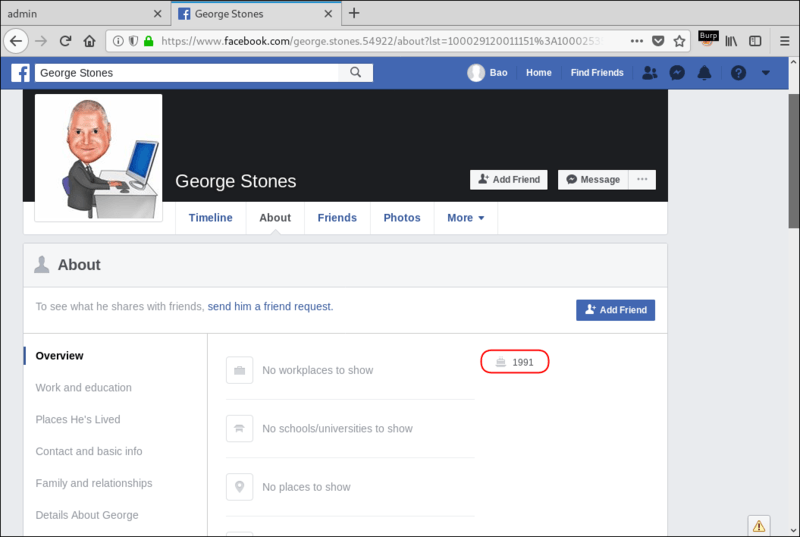 admin
George Stones
https://www.facebook.com/george.stones.54922/about?lst=100029120011151%3A1000253
Burp
George Stones
Bao Home Find Friends
George Stones
Add Friend Message
Timeline About Friends Photos More
About
To see what he shares with friends, send him a friend request.
Add Friend
Overview
Work and education
Places He's Lived
Contact and basic info
Family and relationships
Details About George
No workplaces to show
No schools/universities to show
No places to show
1991